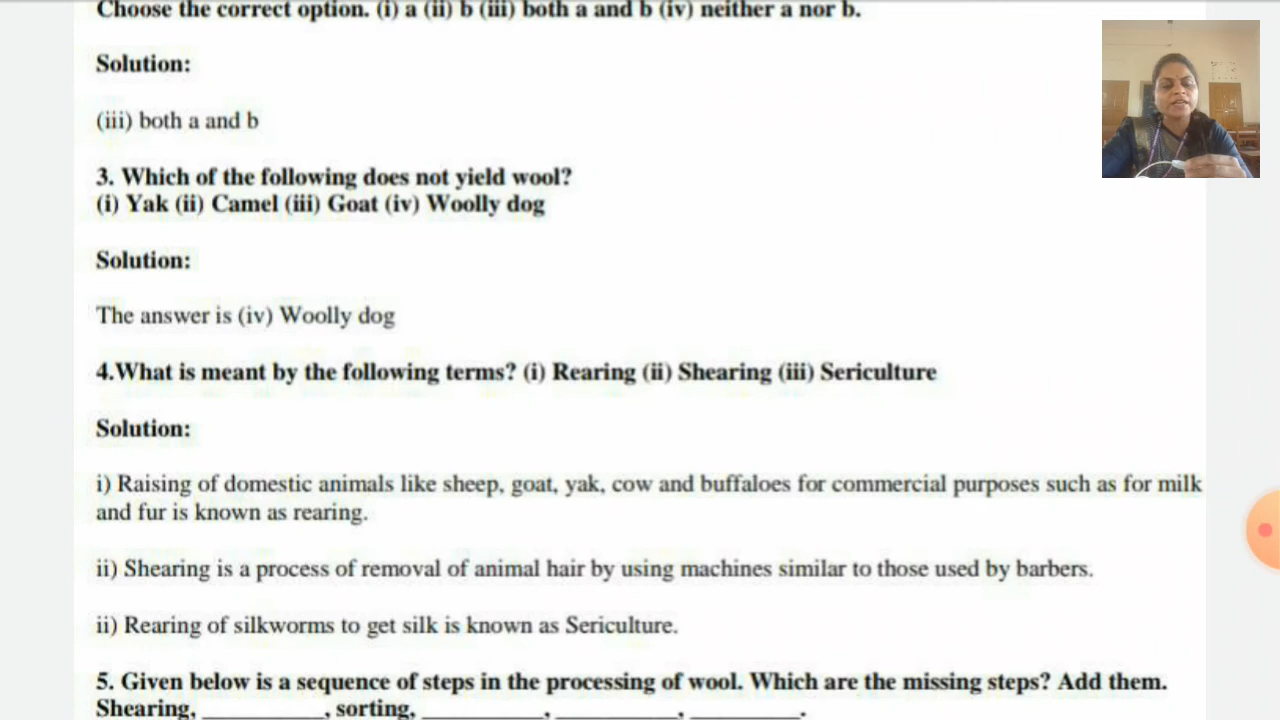 Choose the correct option. (i) a (ii) b (iii) both a and b (iv) neither a nor b.
Solution:
(iii) both a and b
3. Which of the following does not yield wool?
(i) Yak (ii) Camel (iii) Goat (iv) Woolly dog
Solution:
The answer is (iv) Woolly dog
4.What is meant by the following terms? (i) Rearing (ii) Shearing (iii) Sericulture
Solution:
i) Raising of domestic animals like sheep, goat, yak, cow and buffaloes for commercial purposes such as for milk
and fur is known as rearing.
ii) Shearing is a process of removal of animal hair by using machines similar to those used by barbers.
ii) Rearing of silkworms to get silk is known as Sericulture.
5. Given below is a sequence of steps in the processing of wool. Which are the missing steps? Add them.
Shearing, __________, sorting, __________, __________, _________.